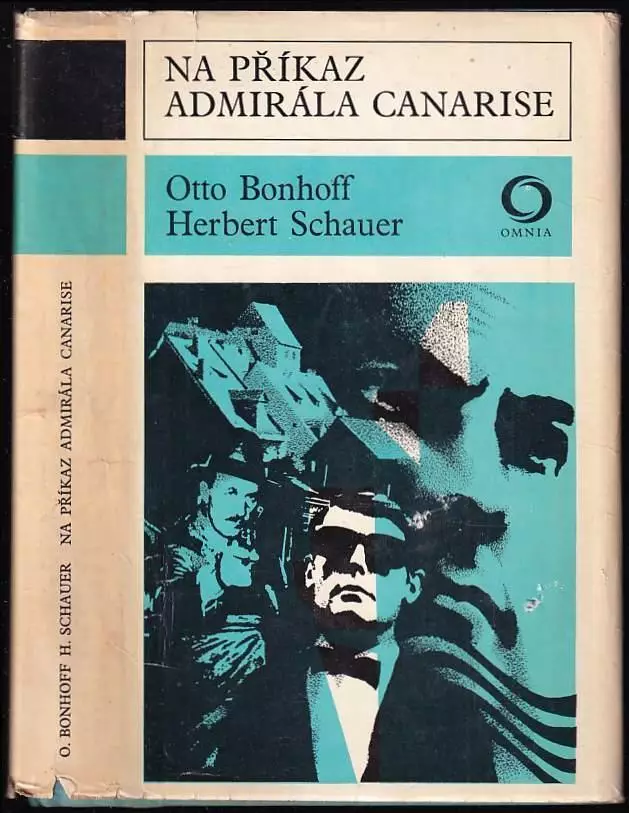 NA PŘÍKAZ
ADMIRÁLA CANARISE
Otto Bonhoff
Herbert Schauer
OMNIA
O. BONHOFF H. SCHAUER NA PŘÍKAZ ADMIRÁLA CANARISE